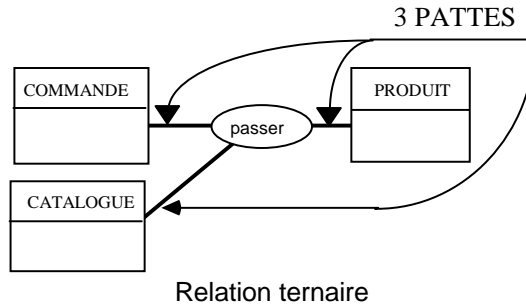 3 PATTES
COMMANDE
PRODUIT
passer
CATALOGUE
Relation ternaire